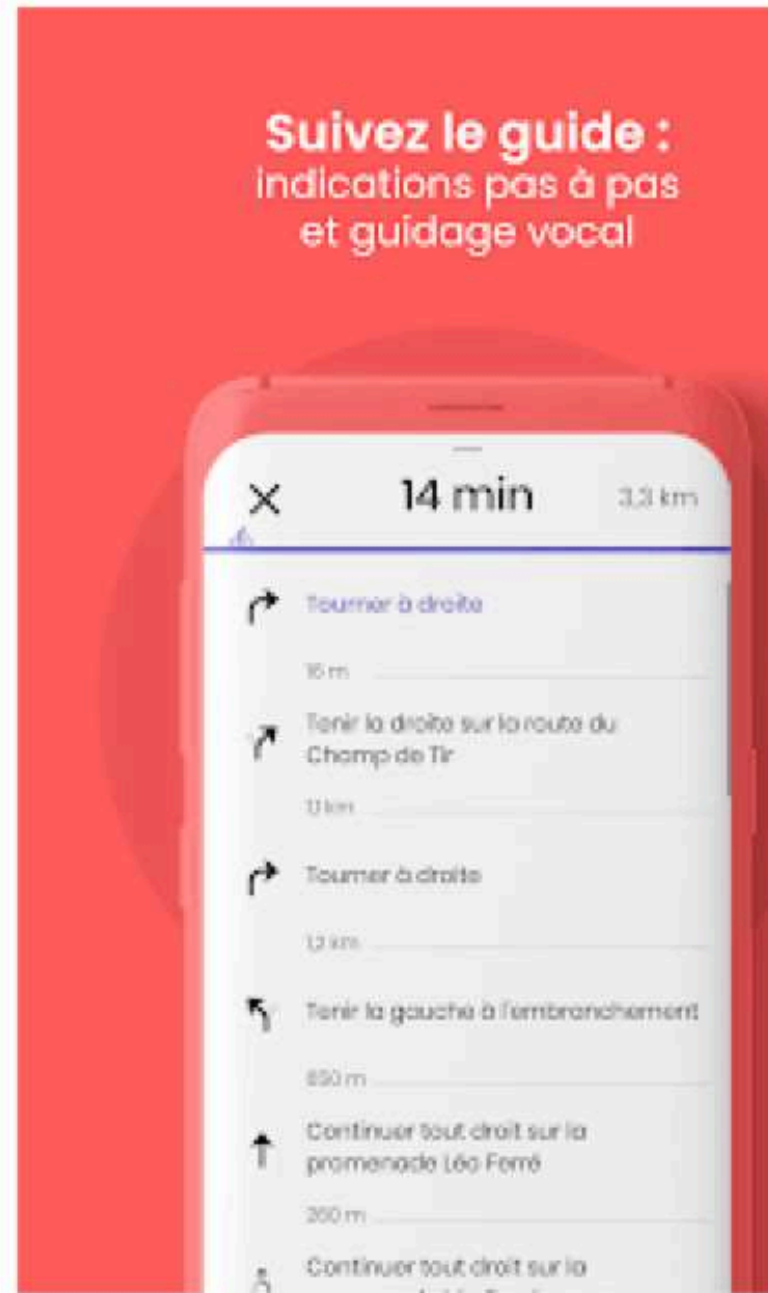 Suivez le guide :
indications pas à pas
et guidage vocal
14 min
3,3 km
Tourner à droite
16 m
Tenir la droite sur la route du
Champ de Tir
1,1 km
Tourner à droite
1,2 km
Tenir la gauche à l'embranchement
650 m
Continuer tout droit sur la
promenade Léo Ferré
260 m
Continuer tout droit sur la